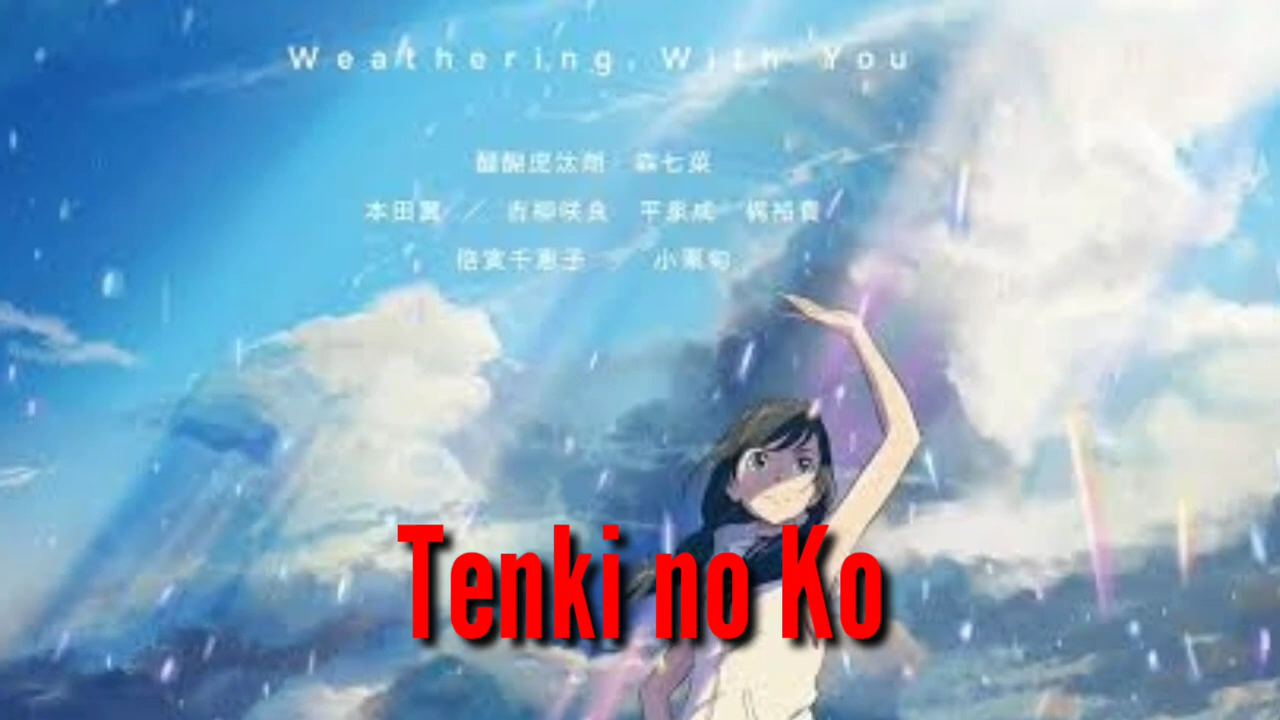 Weathering With You
醍醐虎汰朗 森七菜
本田翼 / 吉柳咲良 平泉成 梶裕貴
倍賞千恵子 / 小栗旬
Tenki no Ko